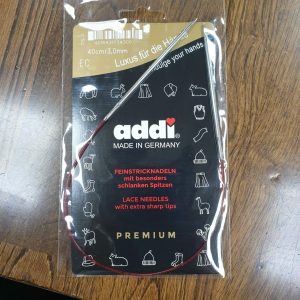 40cm/3,0mm
Luxus für die Hände
indulge your hands
addi®
MADE IN GERMANY
FEINSTRICKNADELN
mit besonders
schlanken Spitzen
LACE NEEDLES
with extra sharp tips
PREMIUM